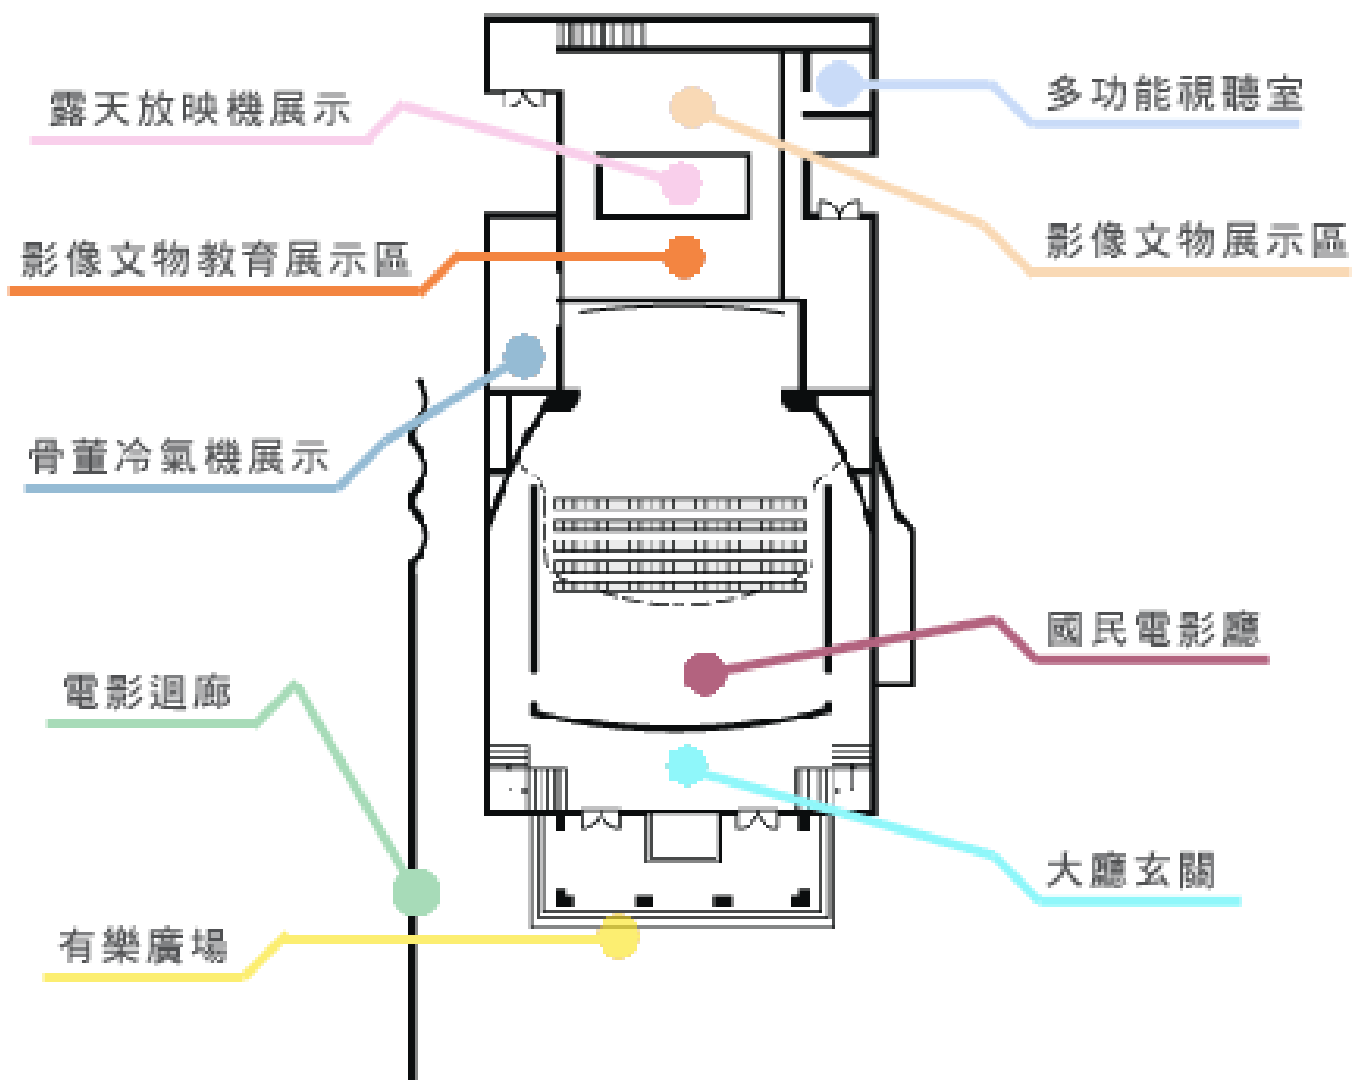 露天放映機展示
多功能視聽室
影像文物教育展示區
影像文物展示區
骨董冷氣機展示
國民電影廳
電影迴廊
大廳玄關
有樂廣場